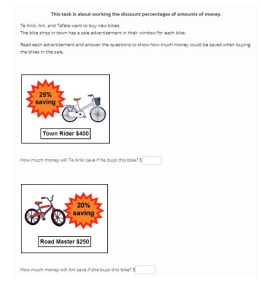 This task is about working the discount percentages of amounts of money.
Te Ariki, Ani, and Tefala want to buy new bikes.
The bike shop in town has a sale advertisement in their window for each bike.
Read each advertisement and answer the questions to show how much money could be saved when buying
the bikes in the sale.
25%
saving
Town Rider $400
How much money will Te Ariki save if he buys this bike? $
20%
saving
Road Master $250
How much money will Ani save if she buys this bike? $